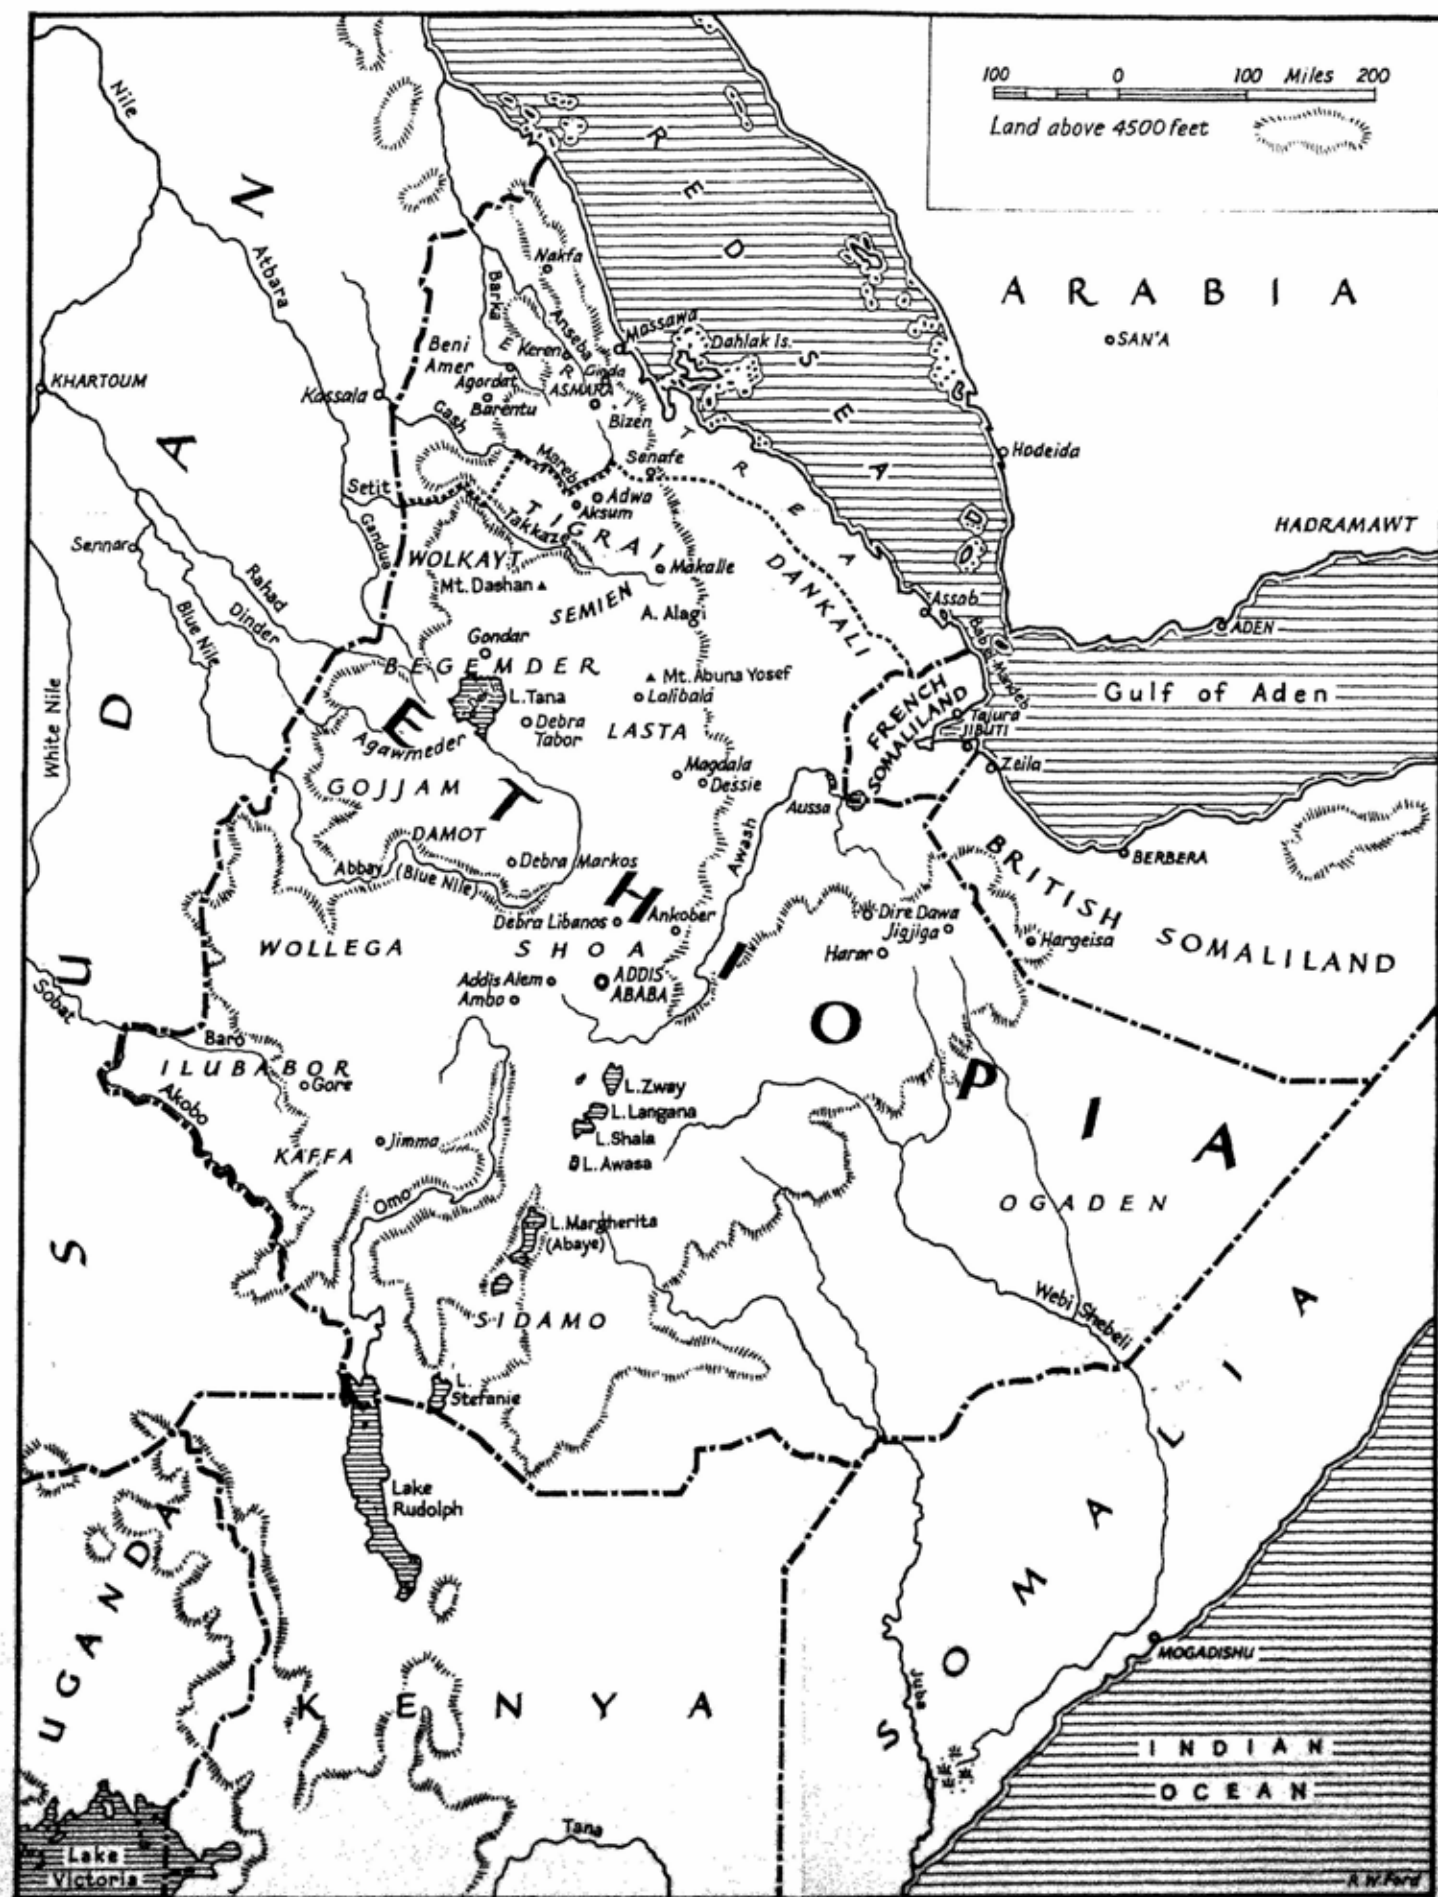 100 0 100 Miles 200
Land above 4500 feet
Nile
RED SEA
ARABIA
SAN'A
Atbara
Nakfa
Barka
Anseba
Massawa
Dahlak Is.
Beni
Amer
Keren
Ginda
Agordat
ASMARA
Barentu
Bizen
KHARTOUM
Kassala
Gash
ERITREA
Hodeida
Mareb
Senafe
Setit
Adwa
Aksum
TIGRAI
Takkaze
HADRAMAWT
Sennar
Gandua
WOLKAYT
Makalle
DANKALI
Mt. Dashan
SEMIEN
A. Alagi
Rahad
Dinder
Blue Nile
Assab
Bab el-Mandeb
ADEN
Gondar
BEGEMDER
Mt. Abuna Yosef
Lalibala
L. Tana
Gulf of Aden
White Nile
Debra
Tabor
LASTA
FRENCH
SOMALILAND
Tajura
JIBUTI
Agawmeder
Magdala
Dessie
Zeila
GOJJAM
Aussa
DAMOT
Awash
Debra Markos
Abbay (Blue Nile)
BERBERA
BRITISH SOMALILAND
Debra Libanos
Ankober
Dire Dawa
Jigjiga
Harar
Hargeisa
WOLLEGA
SHOA
Addis Alem
Ambo
ADDIS
ABABA
SUDAN
ETHIOPIA
Sobat
Baro
ILUBABOR
Gore
Akobo
L. Zway
L. Langana
L. Shala
L. Awasa
Jimma
KAFFA
Omo
OGADEN
L. Margherita
(Abaye)
SIDAMO
Webi Shebeli
L.
Stefanie
Lake
Rudolph
UGANDA
KENYA
SOMALIA
Juba
MOGADISHU
INDIAN
OCEAN
Tana
Lake
Victoria
R. W. Ford